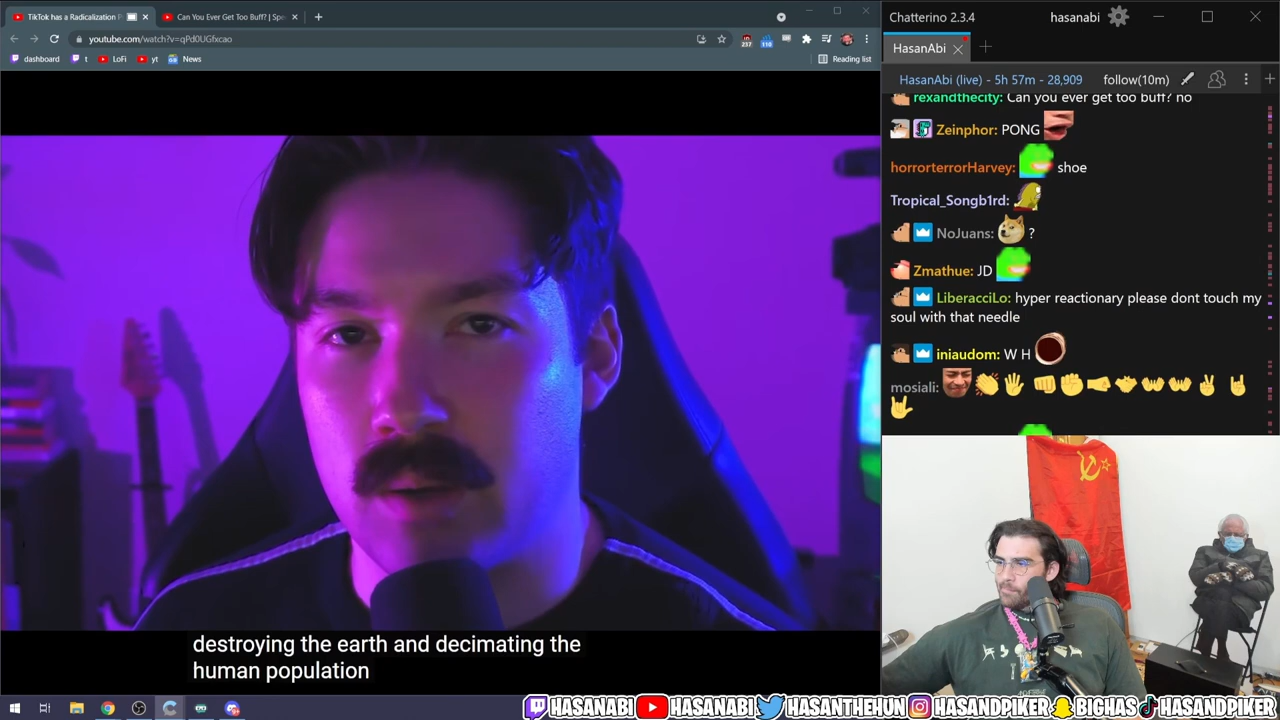 TikTok has a Radicalization P
Can You Ever Get Too Buff? | Spe
youtube.com/watch?v=qPd0UGfxcao
237
110
dashboard
t
LoFi
yt
News
Reading list
destroying the earth and decimating the
human population
Chatterino 2.3.4
hasanabi
HasanAbi
HasanAbi (live) - 5h 57m - 28,909
follow(10m)
rexandthecity: Can you ever get too buff? no
Zeinphor: PONG
horrorterrorHarvey: shoe
Tropical_Songb1rd:
NoJuans: ?
Zmathue: JD
LiberacciLo: hyper reactionary please dont touch my
soul with that needle
iniaudom: W H
mosiali:
HASANABI HASANABI HASANTHEHUN HASANDPIKER BIGHAS HASANDPIKER